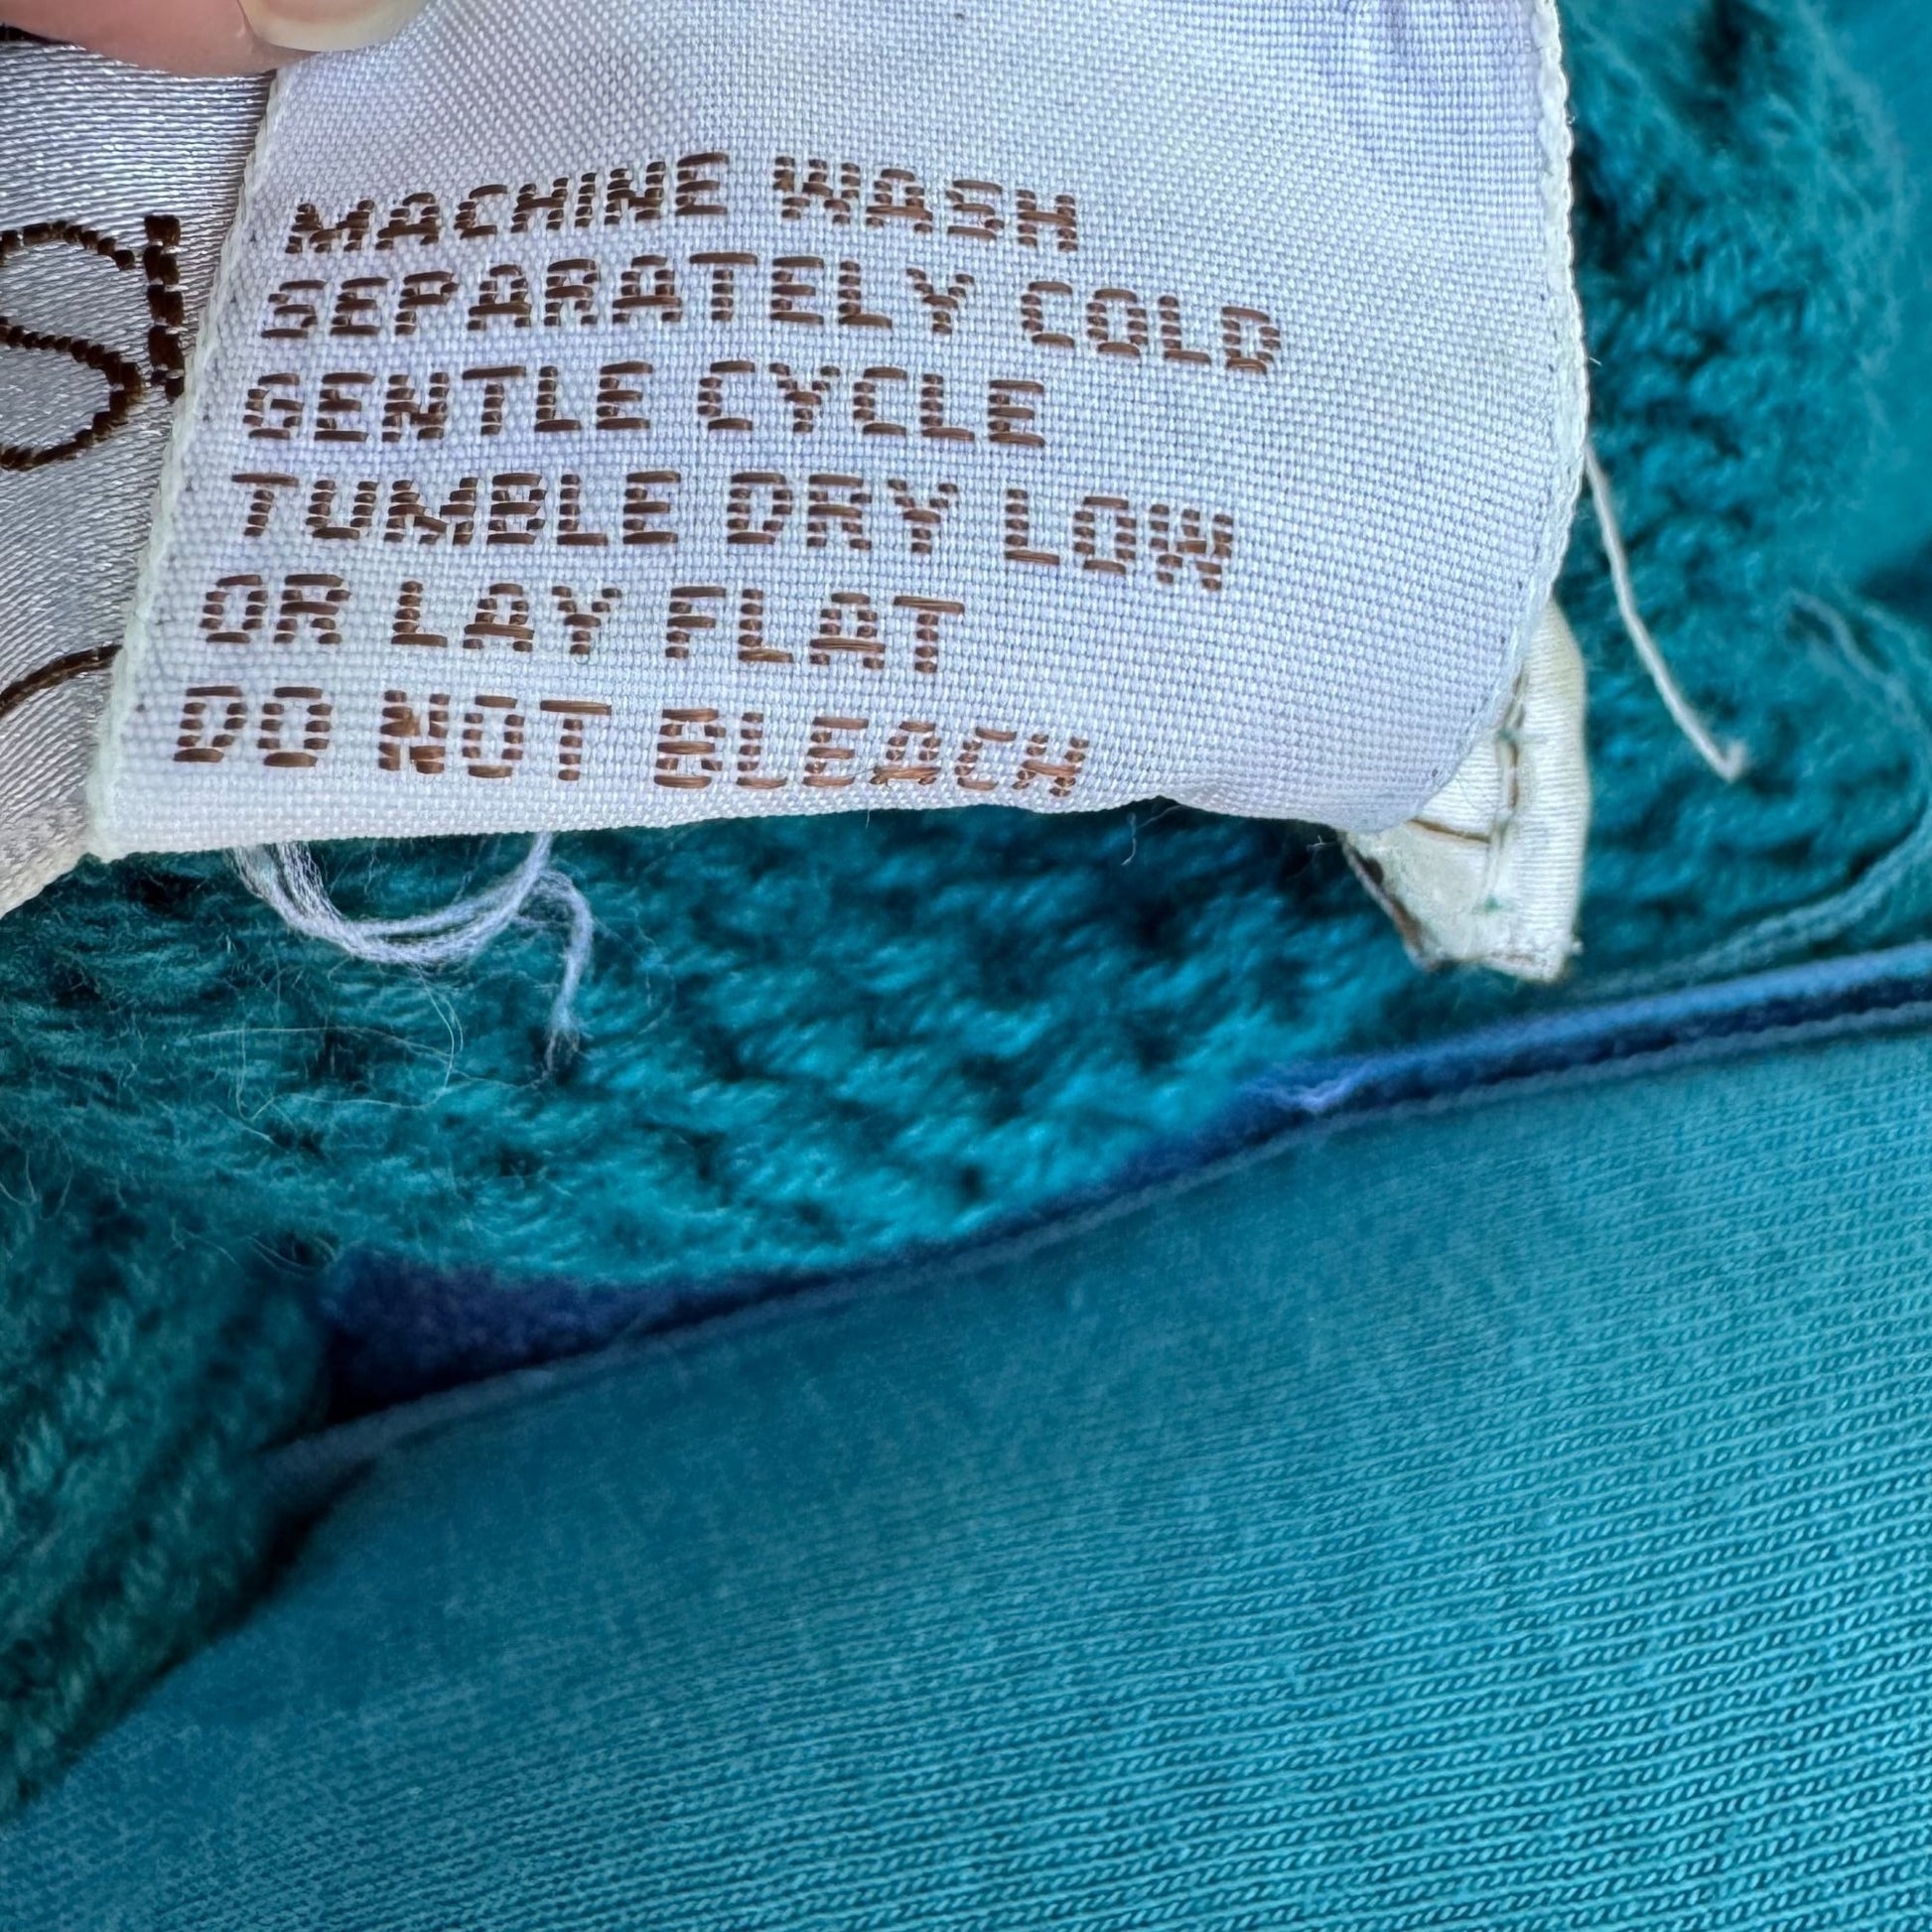 MACHINE WASH
SEPARATELY COLD
GENTLE CYCLE
TUMBLE DRY LOW
OR LAY FLAT
DO NOT BLEACH